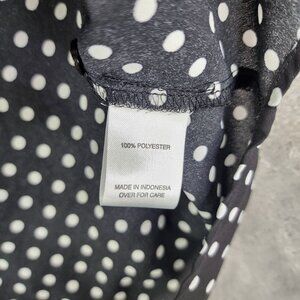 100% POLYESTER
MADE IN INDONESIA
OVER FOR CARE